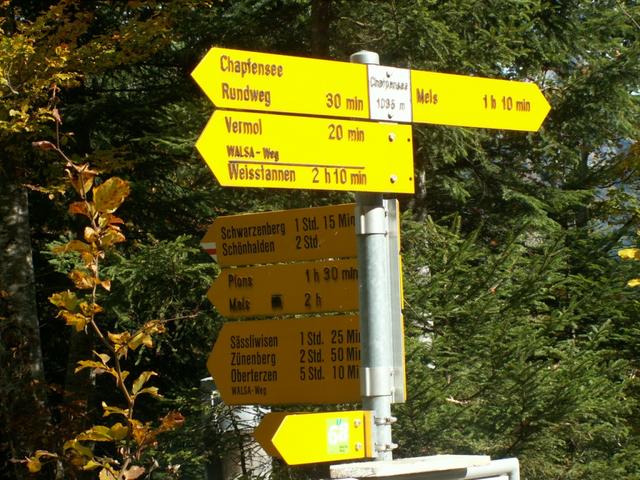 Chapfensee
Rundweg 30 min
Chapfensee
1035 m
Mels 1 h 10 min
Vermol 20 min
WALSA-Weg
Weisstannen 2 h 10 min
Schwarzenberg 1 Std. 15 Min
Schönhalden 2 Std.
Plons 1 h 30 min
Mels 2 h
Sässliwisen 1 Std. 25 Min
Zünenberg 2 Std. 50 Min
Oberterzen 5 Std. 10 Min
WALSA-Weg